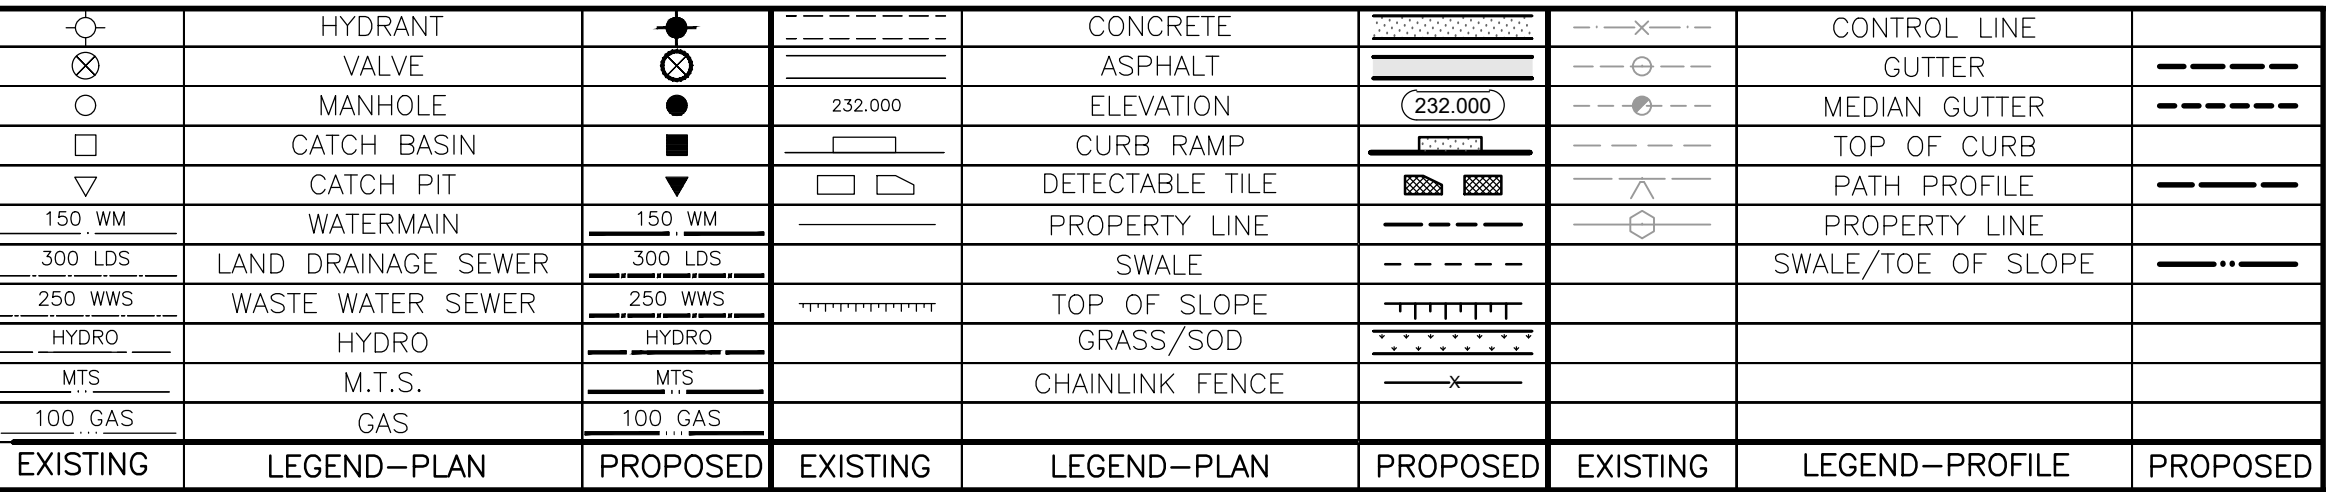 HYDRANT CONCRETE CONTROL LINE
VALVE ASPHALT GUTTER
MANHOLE 232.000 ELEVATION 232.000 MEDIAN GUTTER
CATCH BASIN CURB RAMP TOP OF CURB
CATCH PIT DETECTABLE TILE PATH PROFILE
150 WM WATERMAIN 150 WM PROPERTY LINE PROPERTY LINE
300 LDS LAND DRAINAGE SEWER 300 LDS SWALE SWALE/TOE OF SLOPE
250 WWS WASTE WATER SEWER 250 WWS TOP OF SLOPE
HYDRO HYDRO HYDRO GRASS/SOD
MTS M.T.S. MTS CHAINLINK FENCE
100 GAS GAS 100 GAS
EXISTING LEGEND-PLAN PROPOSED EXISTING LEGEND-PLAN PROPOSED EXISTING LEGEND-PROFILE PROPOSED